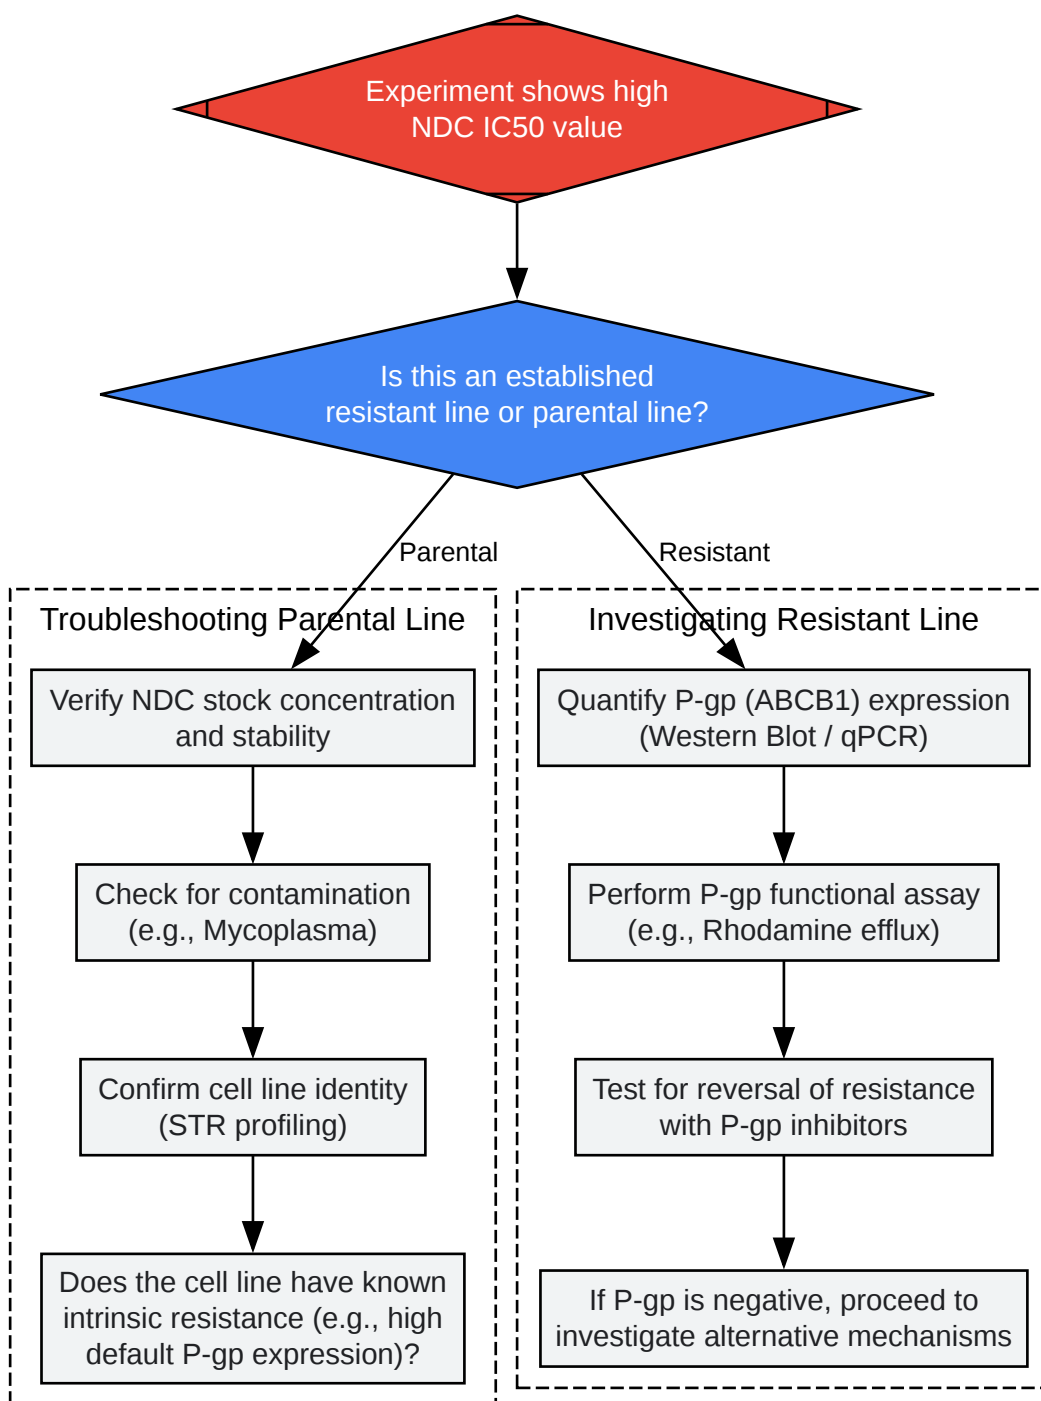 Experiment shows high
NDC IC50 value
Is this an established
resistant line or parental line?
Parental
Resistant
Troubleshooting Parental Line
Verify NDC stock concentration
and stability
Check for contamination
(e.g., Mycoplasma)
Confirm cell line identity
(STR profiling)
Does the cell line have known
intrinsic resistance (e.g., high
default P-gp expression)?
Investigating Resistant Line
Quantify P-gp (ABCB1) expression
(Western Blot / qPCR)
Perform P-gp functional assay
(e.g., Rhodamine efflux)
Test for reversal of resistance
with P-gp inhibitors
If P-gp is negative, proceed to
investigate alternative mechanisms